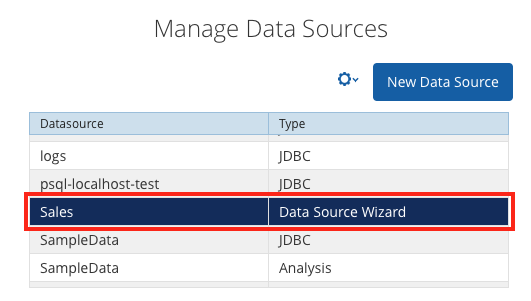 Manage Data Sources
New Data Source
Datasource Type
logs JDBC
psql-localhost-test JDBC
Sales Data Source Wizard
SampleData JDBC
SampleData Analysis